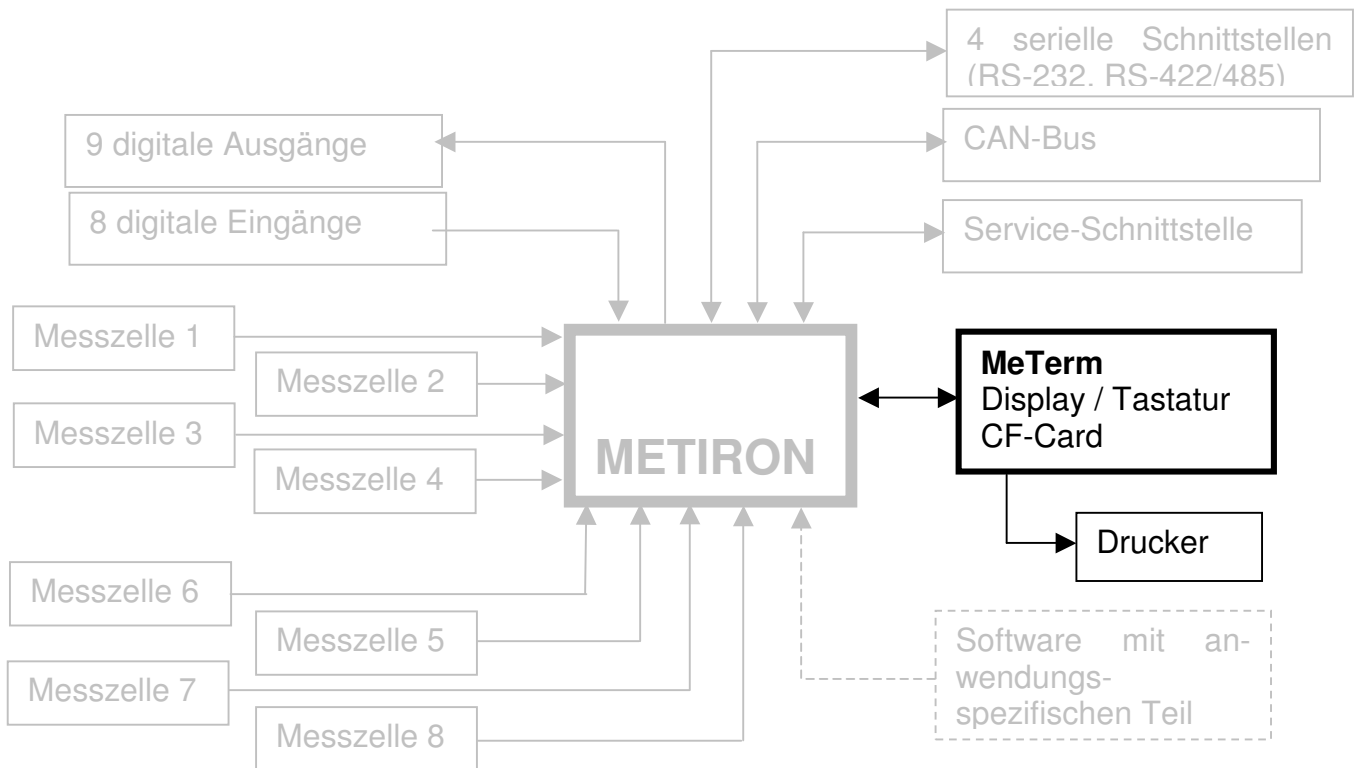 4 serielle Schnittstellen
(RS-232, RS-422/485)
9 digitale Ausgänge
CAN-Bus
8 digitale Eingänge
Service-Schnittstelle
Messzelle 1
Messzelle 2
Messzelle 3
Messzelle 4
METIRON
MeTerm
Display / Tastatur
CF-Card
Drucker
Messzelle 6
Messzelle 5
Messzelle 7
Messzelle 8
Software mit an-
wendungs-
spezifischen Teil